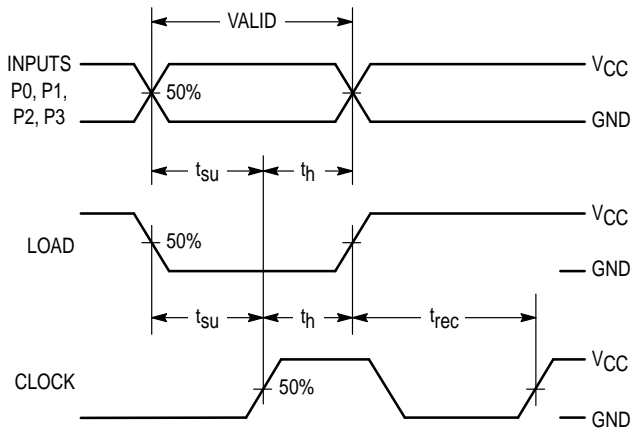 VALID
INPUTS
P0, P1,
P2, P3
50%
VCC
GND
tsu
th
LOAD
50%
VCC
GND
tsu
th
trec
CLOCK
50%
VCC
GND